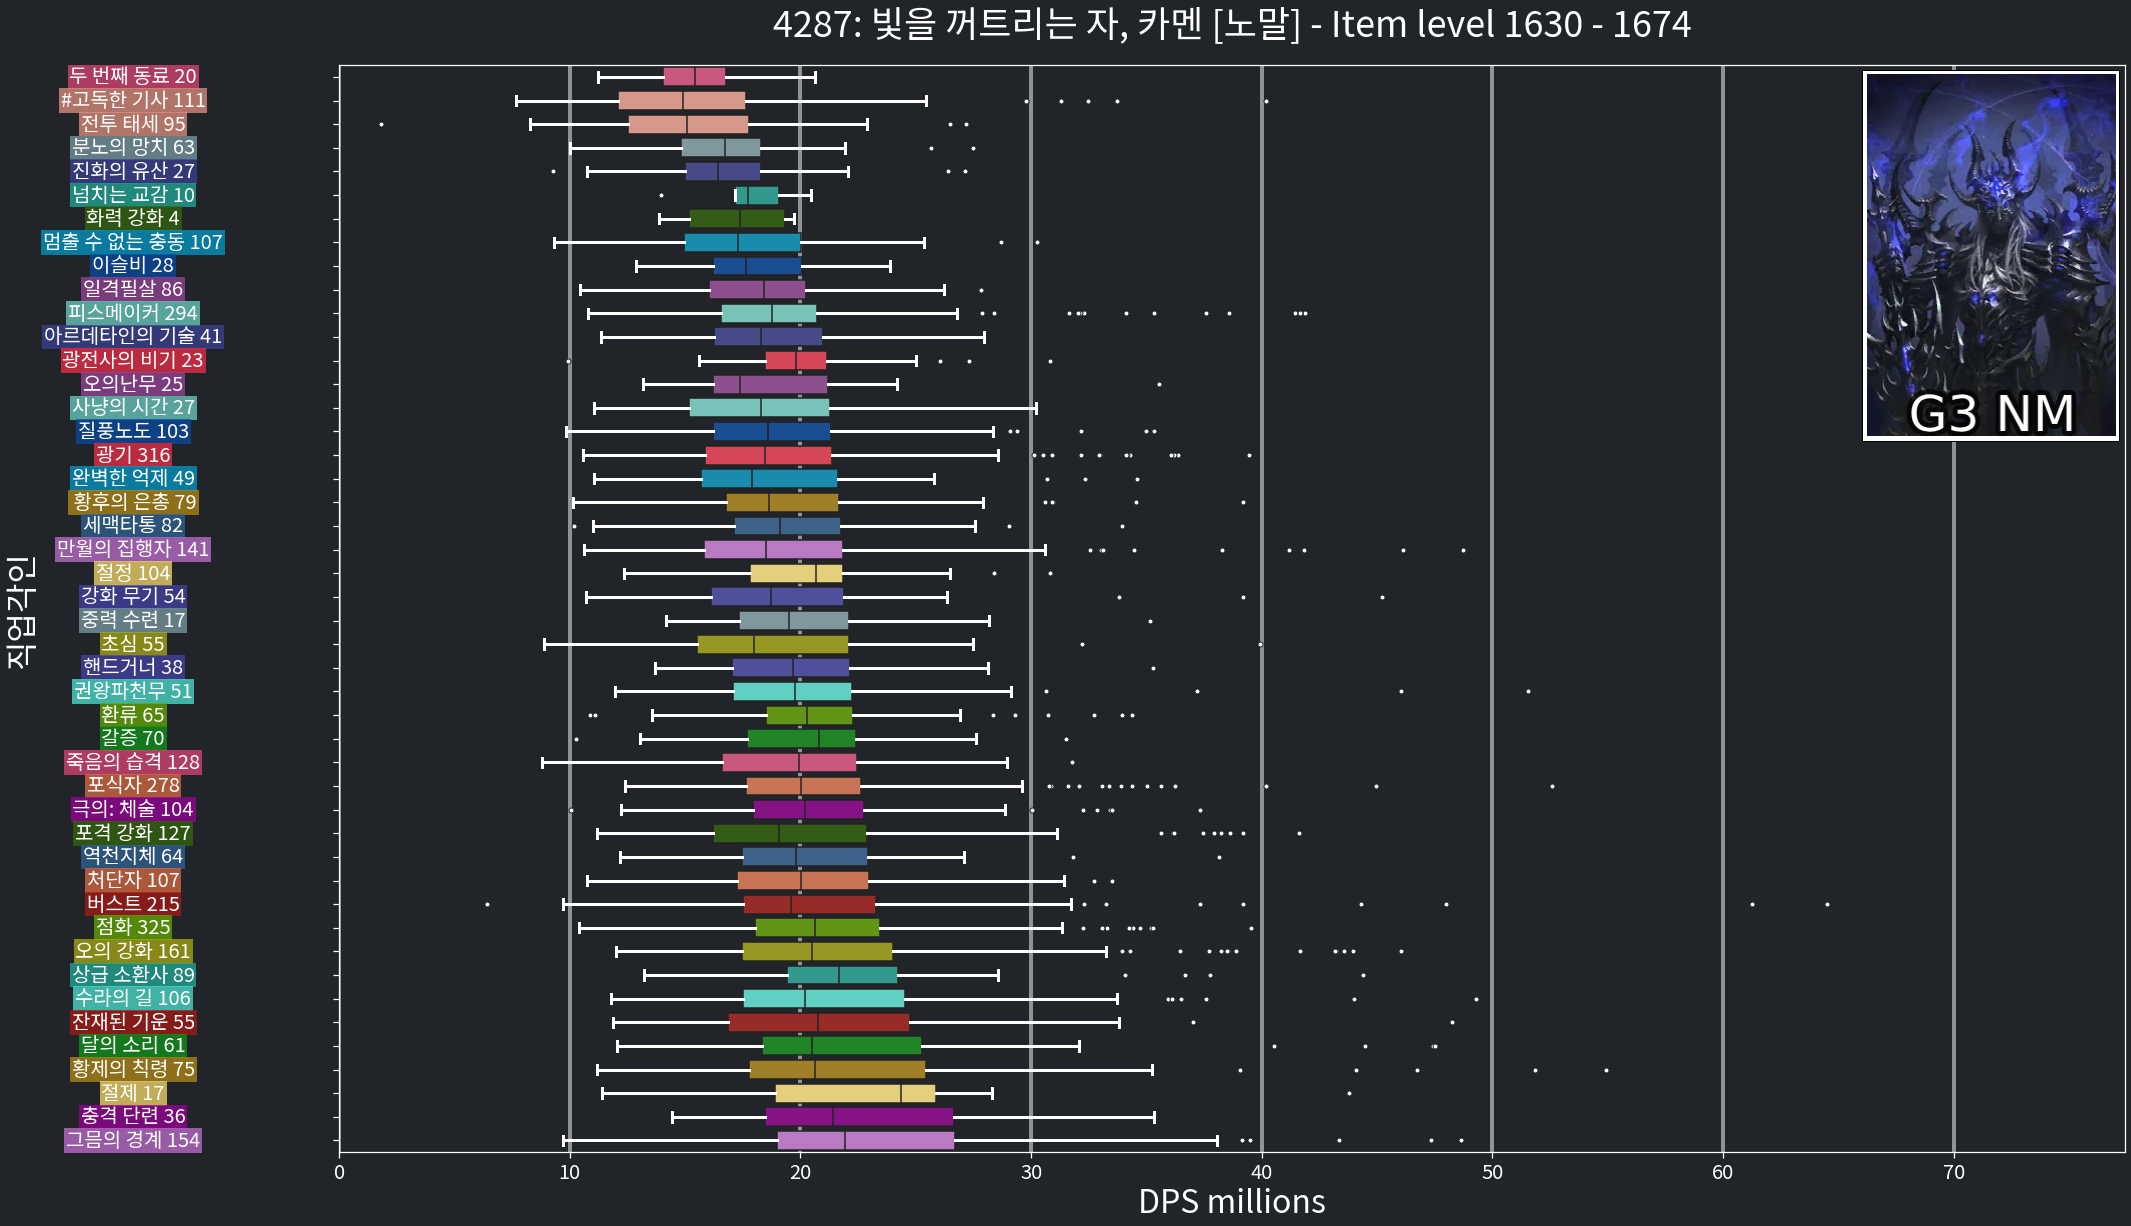 4287: 빛을 꺼트리는 자, 카멘 [노말] - Item level 1630 - 1674
두 번째 동료 20
#고독한 기사 111
전투 태세 95
분노의 망치 63
진화의 유산 27
넘치는 교감 10
화력 강화 4
멈출 수 없는 충동 107
이슬비 28
일격필살 86
피스메이커 294
아르데타인의 기술 41
광전사의 비기 23
오의난무 25
사냥의 시간 27
질풍노도 103
광기 316
완벽한 억제 49
황후의 은총 79
세맥타통 82
만월의 집행자 141
절정 104
강화 무기 54
중력 수련 17
초심 55
핸드거너 38
권왕파천무 51
환류 65
갈증 70
죽음의 습격 128
포식자 278
극의: 체술 104
포격 강화 127
역천지체 64
처단자 107
버스트 215
점화 325
오의 강화 161
상급 소환사 89
수라의 길 106
잔재된 기운 55
달의 소리 61
황제의 칙령 75
절제 17
충격 단련 36
그믐의 경계 154
직업각인
G3 NM
0 10 20 30 40 50 60 70
DPS millions